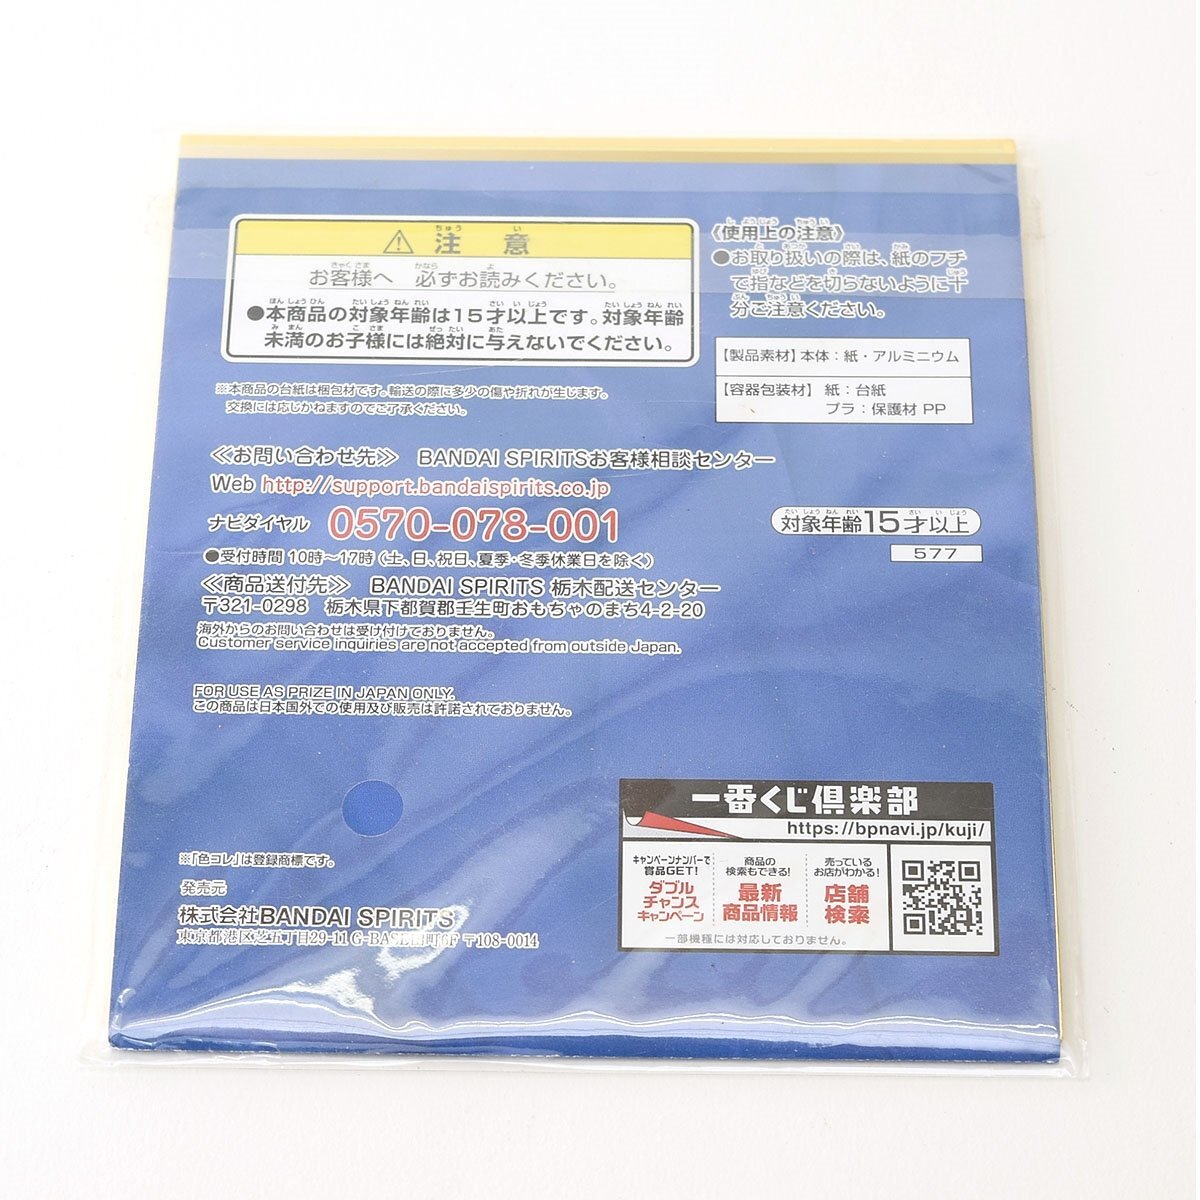 ⚠ 注意
お客様へ 必ずお読みください。
●本商品の対象年齢は15才以上です。対象年齢
未満のお子様には絶対に与えないでください。
《使用上の注意》
●お取り扱いの際は、紙のフチ
で指などを切らないように十
分ご注意ください。
【製品素材】本体:紙・アルミニウム
【容器包装材】 紙:台紙
プラ:保護材 PP
※本商品の台紙は梱包材です。輸送の際に多少の傷や折れが生じます。
交換には応じかねますのでご了承ください。
≪お問い合わせ先≫ BANDAI SPIRITSお客様相談センター
Web http://support.bandaispirits.co.jp
ナビダイヤル 0570-078-001
●受付時間 10時~17時 (土、日、祝日、夏季・冬季休業日を除く)
≪商品送付先≫ BANDAI SPIRITS 栃木配送センター
〒321-0298 栃木県下都賀郡壬生町おもちゃのまち4-2-20
海外からのお問い合わせは受け付けておりません。
Customer service inquiries are not accepted from outside Japan.
対象年齢15才以上
577
FOR USE AS PRIZE IN JAPAN ONLY.
この商品は日本国外での使用及び販売は許諾されておりません。
※「色コレ」は登録商標です。
発売元
株式会社BANDAI SPIRITS
東京都港区芝五丁目29-11 G-BASE田町6F 〒108-0014
一番くじ倶楽部
https://bpnavi.jp/kuji/
キャンペーンナンバーで
賞品GET!
ダブル
チャンス
キャンペーン
商品の
検索もできる!
最新
商品情報
売っている
お店がわかる!
店舗
検索
一部機種には対応しておりません。